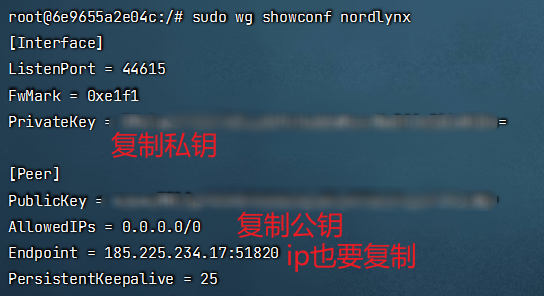 root@6e9655a2e04c:/# sudo wg showconf nordlynx
[Interface]
ListenPort = 44615
FwMark = 0xe1f1
PrivateKey = =
复制私钥
[Peer]
PublicKey =
AllowedIPs = 0.0.0.0/0 复制公钥
Endpoint = 185.225.234.17:51820 ip也要复制
PersistentKeepalive = 25